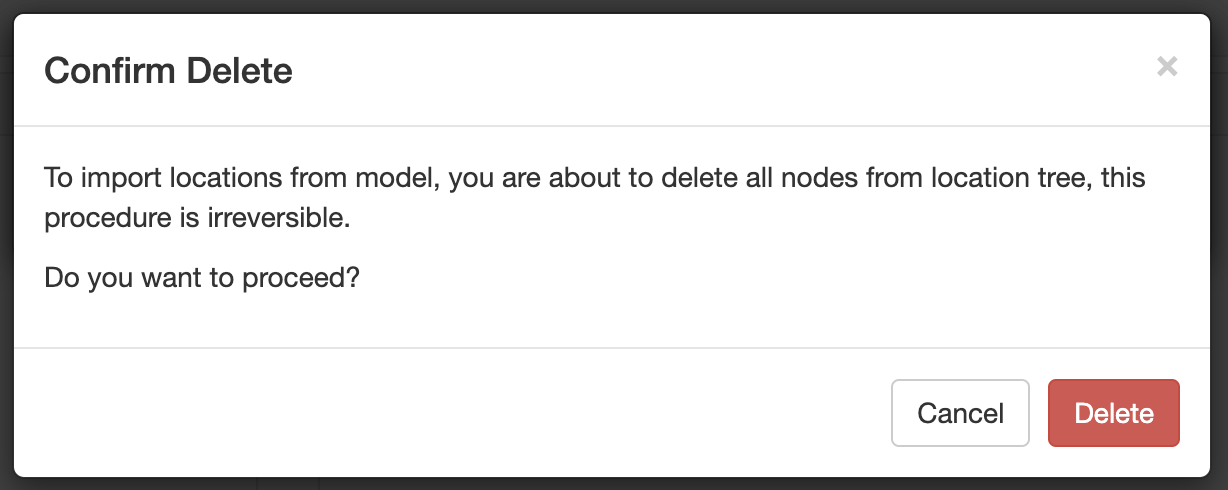 Confirm Delete
×
To import locations from model, you are about to delete all nodes from location tree, this
procedure is irreversible.
Do you want to proceed?
Cancel
Delete